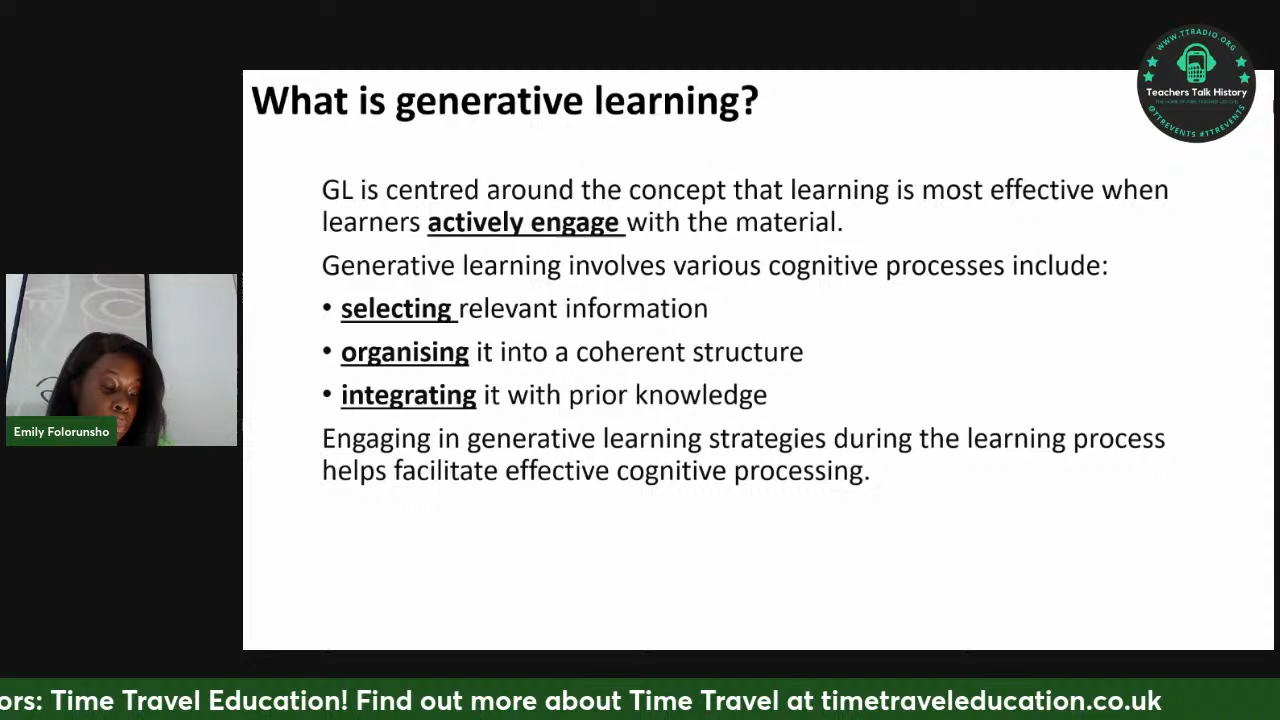 WWW.TTRADIO.ORG
Teachers Talk History
@TTREVENTS #TTREVENTS
What is generative learning?
GL is centred around the concept that learning is most effective when
learners actively engage with the material.
Generative learning involves various cognitive processes include:
• selecting relevant information
• organising it into a coherent structure
• integrating it with prior knowledge
Engaging in generative learning strategies during the learning process
helps facilitate effective cognitive processing.
Emily Folorunsho
ors: Time Travel Education! Find out more about Time Travel at timetraveleducation.co.uk